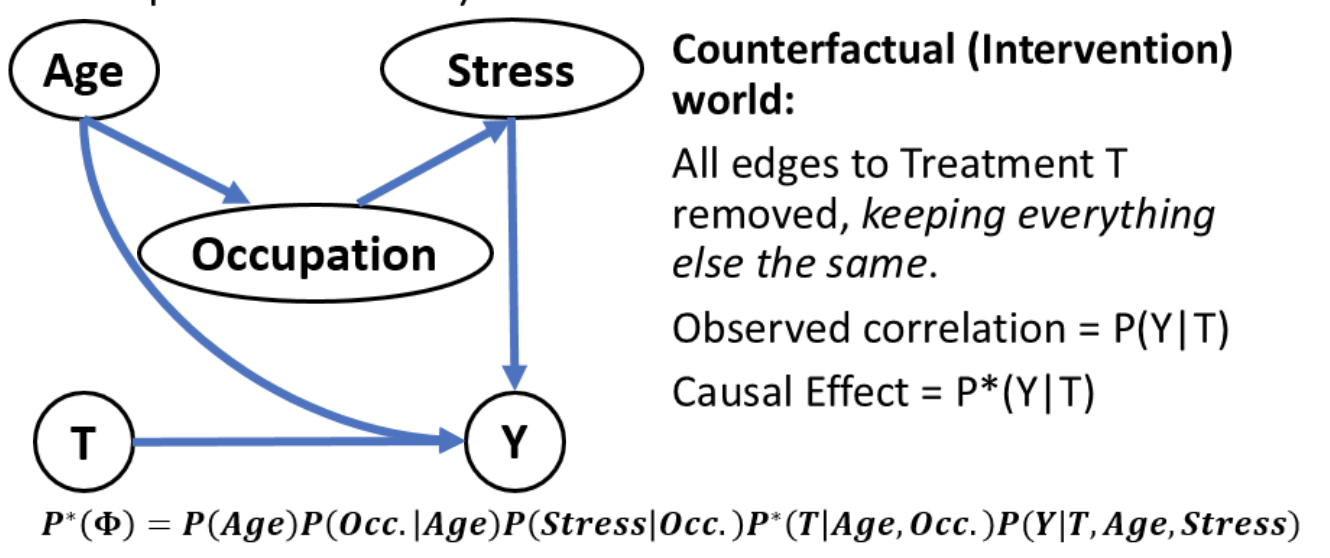 Age
Stress
Occupation
T
Y
Counterfactual (Intervention)
world:
All edges to Treatment T
removed, keeping everything
else the same.
Observed correlation = P(Y|T)
Causal Effect = P*(Y|T)
P*(Φ) = P(Age)P(Occ.|Age)P(Stress|Occ.)P*(T|Age, Occ.)P(Y|T, Age, Stress)